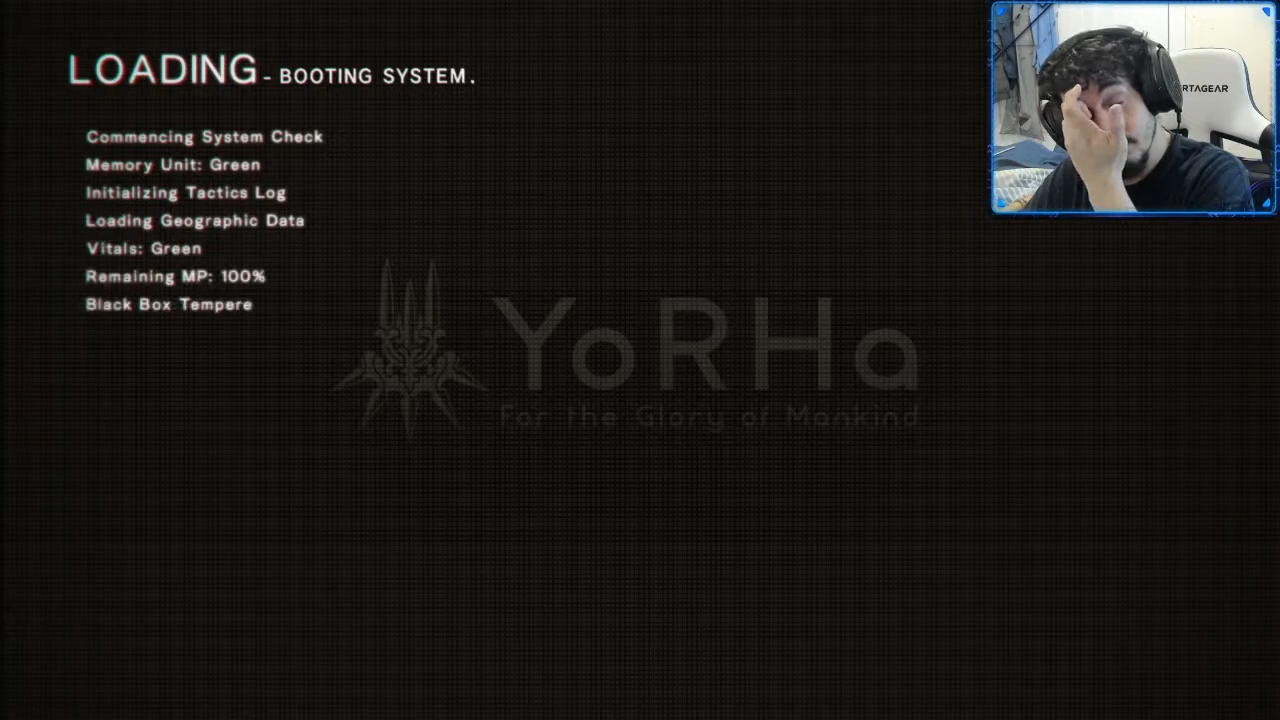 LOADING - BOOTING SYSTEM.
Commencing System Check
Memory Unit: Green
Initializing Tactics Log
Loading Geographic Data
Vitals: Green
Remaining MP: 100%
Black Box Tempere
YoRHa
For the Glory of Mankind
RTAGEAR